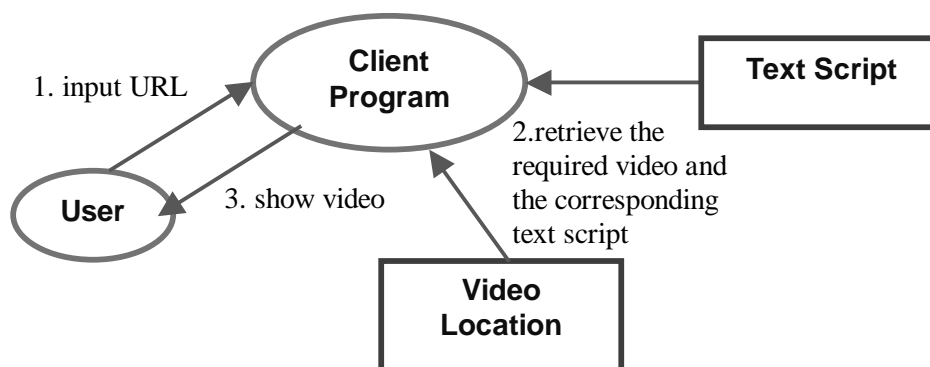 Client
Program
Text Script
1. input URL
2.retrieve the
required video and
the corresponding
text script
User
3. show video
Video
Location